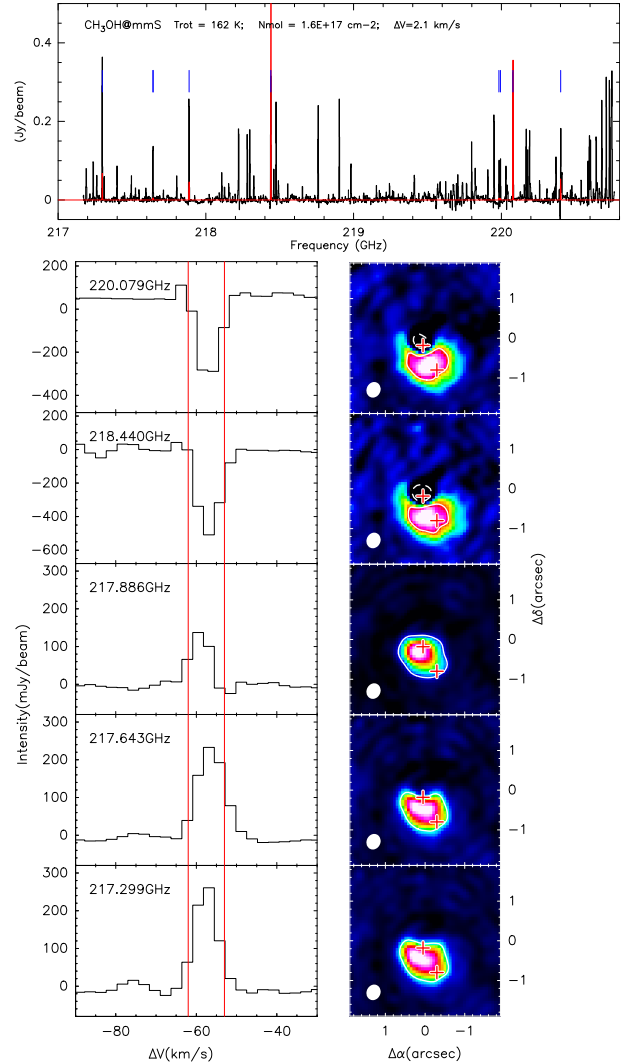 CH3OH@mmS Trot = 162 K; Nmol = 1.6E+17 cm-2; ΔV=2.1 km/s
(Jy/beam)
0.4
0.2
0
217 218 219 220
Frequency (GHz)
220.079GHz
200
0
−200
−400
1
0
−1
218.440GHz
200
0
−200
−400
−600
1
0
−1
217.886GHz
300
200
100
0
1
0
−1
217.643GHz
300
200
100
0
1
0
−1
217.299GHz
300
200
100
0
1
0
−1
Intensity(mJy/beam)
Δδ(arcsec)
−80 −60 −40
ΔV(km/s)
1 0 −1
Δα(arcsec)